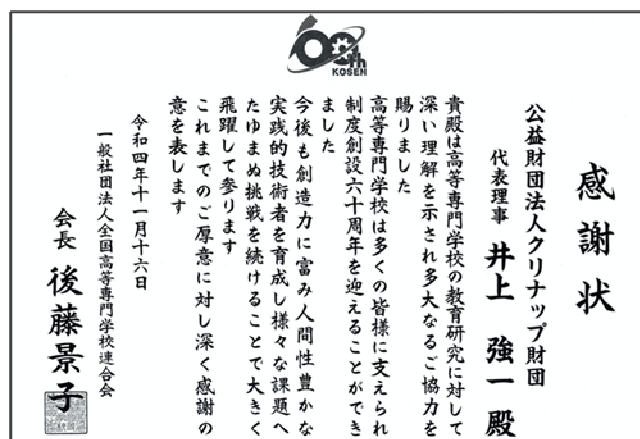 60th
KOSEN
感謝状
公益財団法人クリナップ財団
代表理事 井上 強一 殿
貴殿は高等専門学校の教育研究に対して
深い理解を示され多大なるご協力を
賜りました
高等専門学校は多くの皆様に支えられ
制度創設六十周年を迎えることができ
ました
今後も創造力に富み人間性豊かな
実践的技術者を育成し様々な課題へ
たゆまぬ挑戦を続けることで大きく
飛躍して参ります
これまでのご厚意に対し深く感謝の
意を表します
令和四年十一月十六日
一般社団法人全国高等専門学校連合会
会長 後藤景子